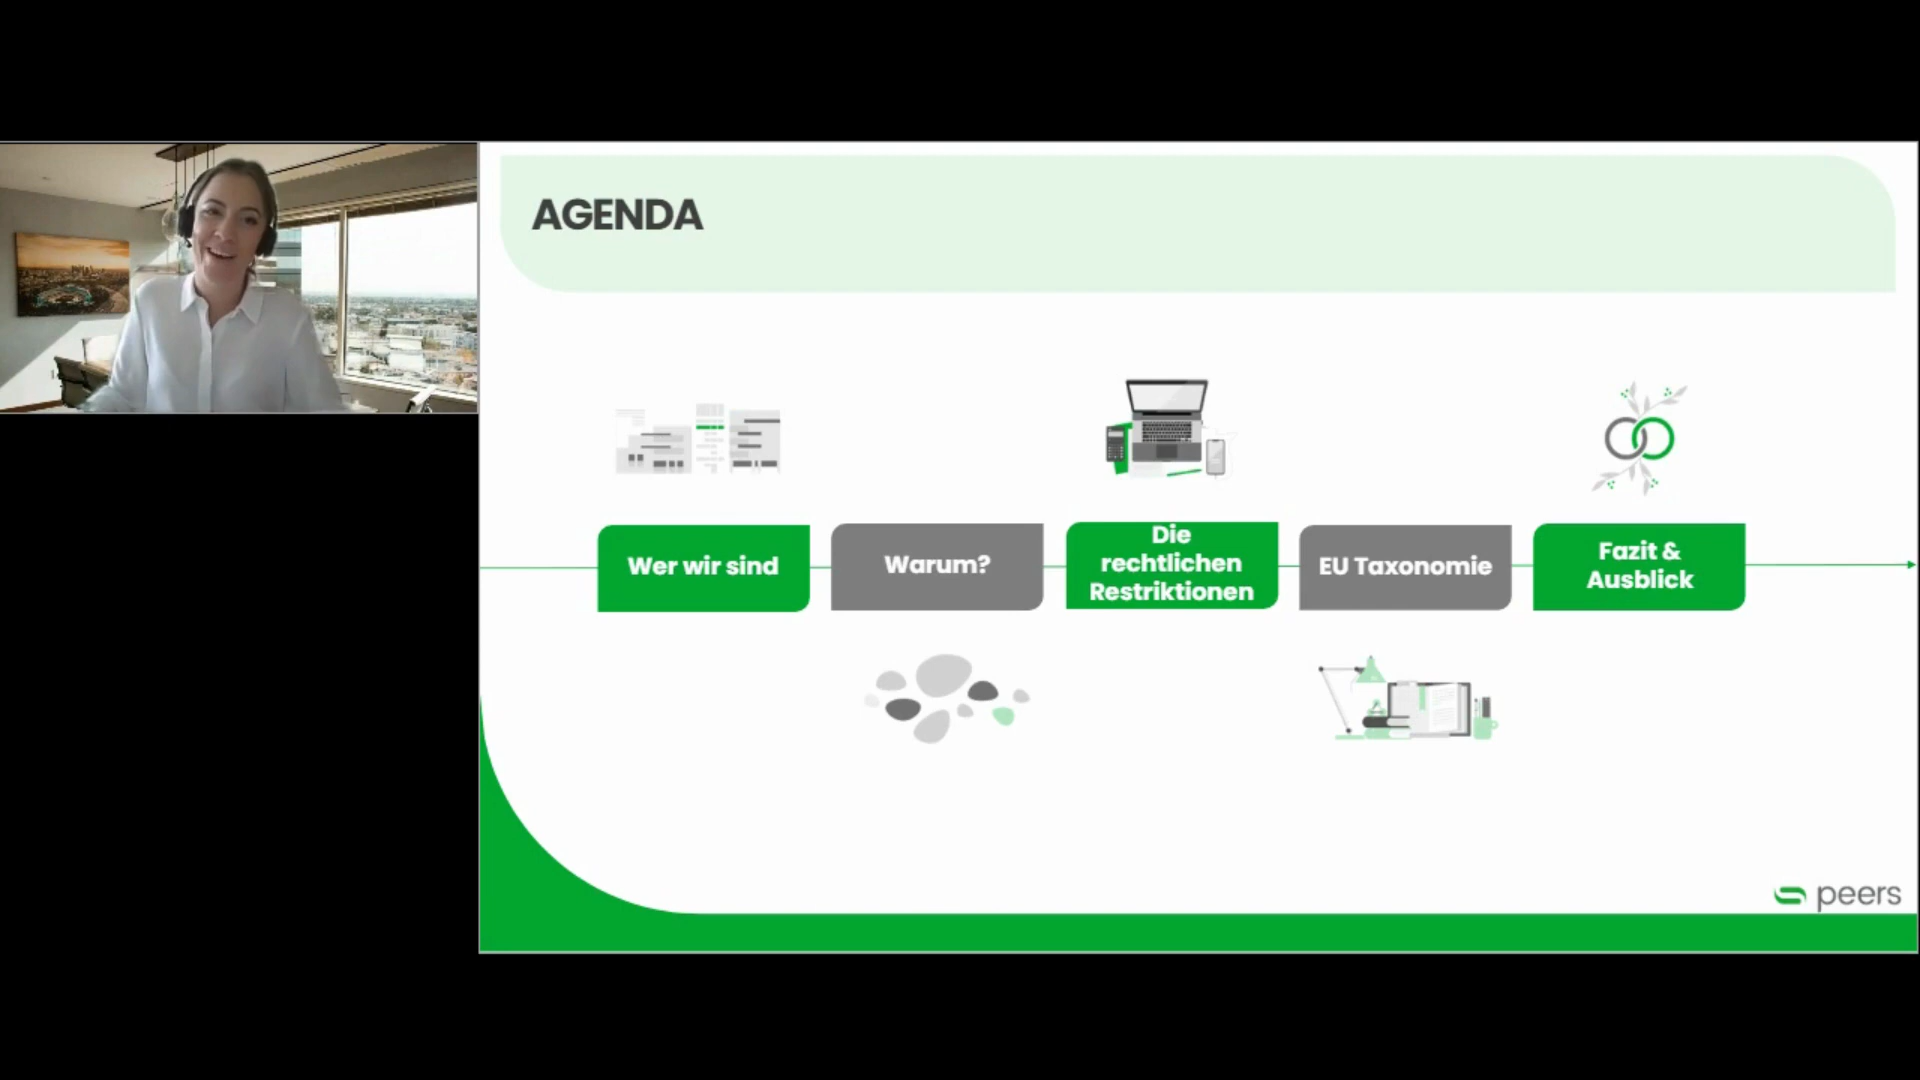 AGENDA
Wer wir sind
Warum?
Die
rechtlichen
Restriktionen
EU Taxonomie
Fazit &
Ausblick
peers